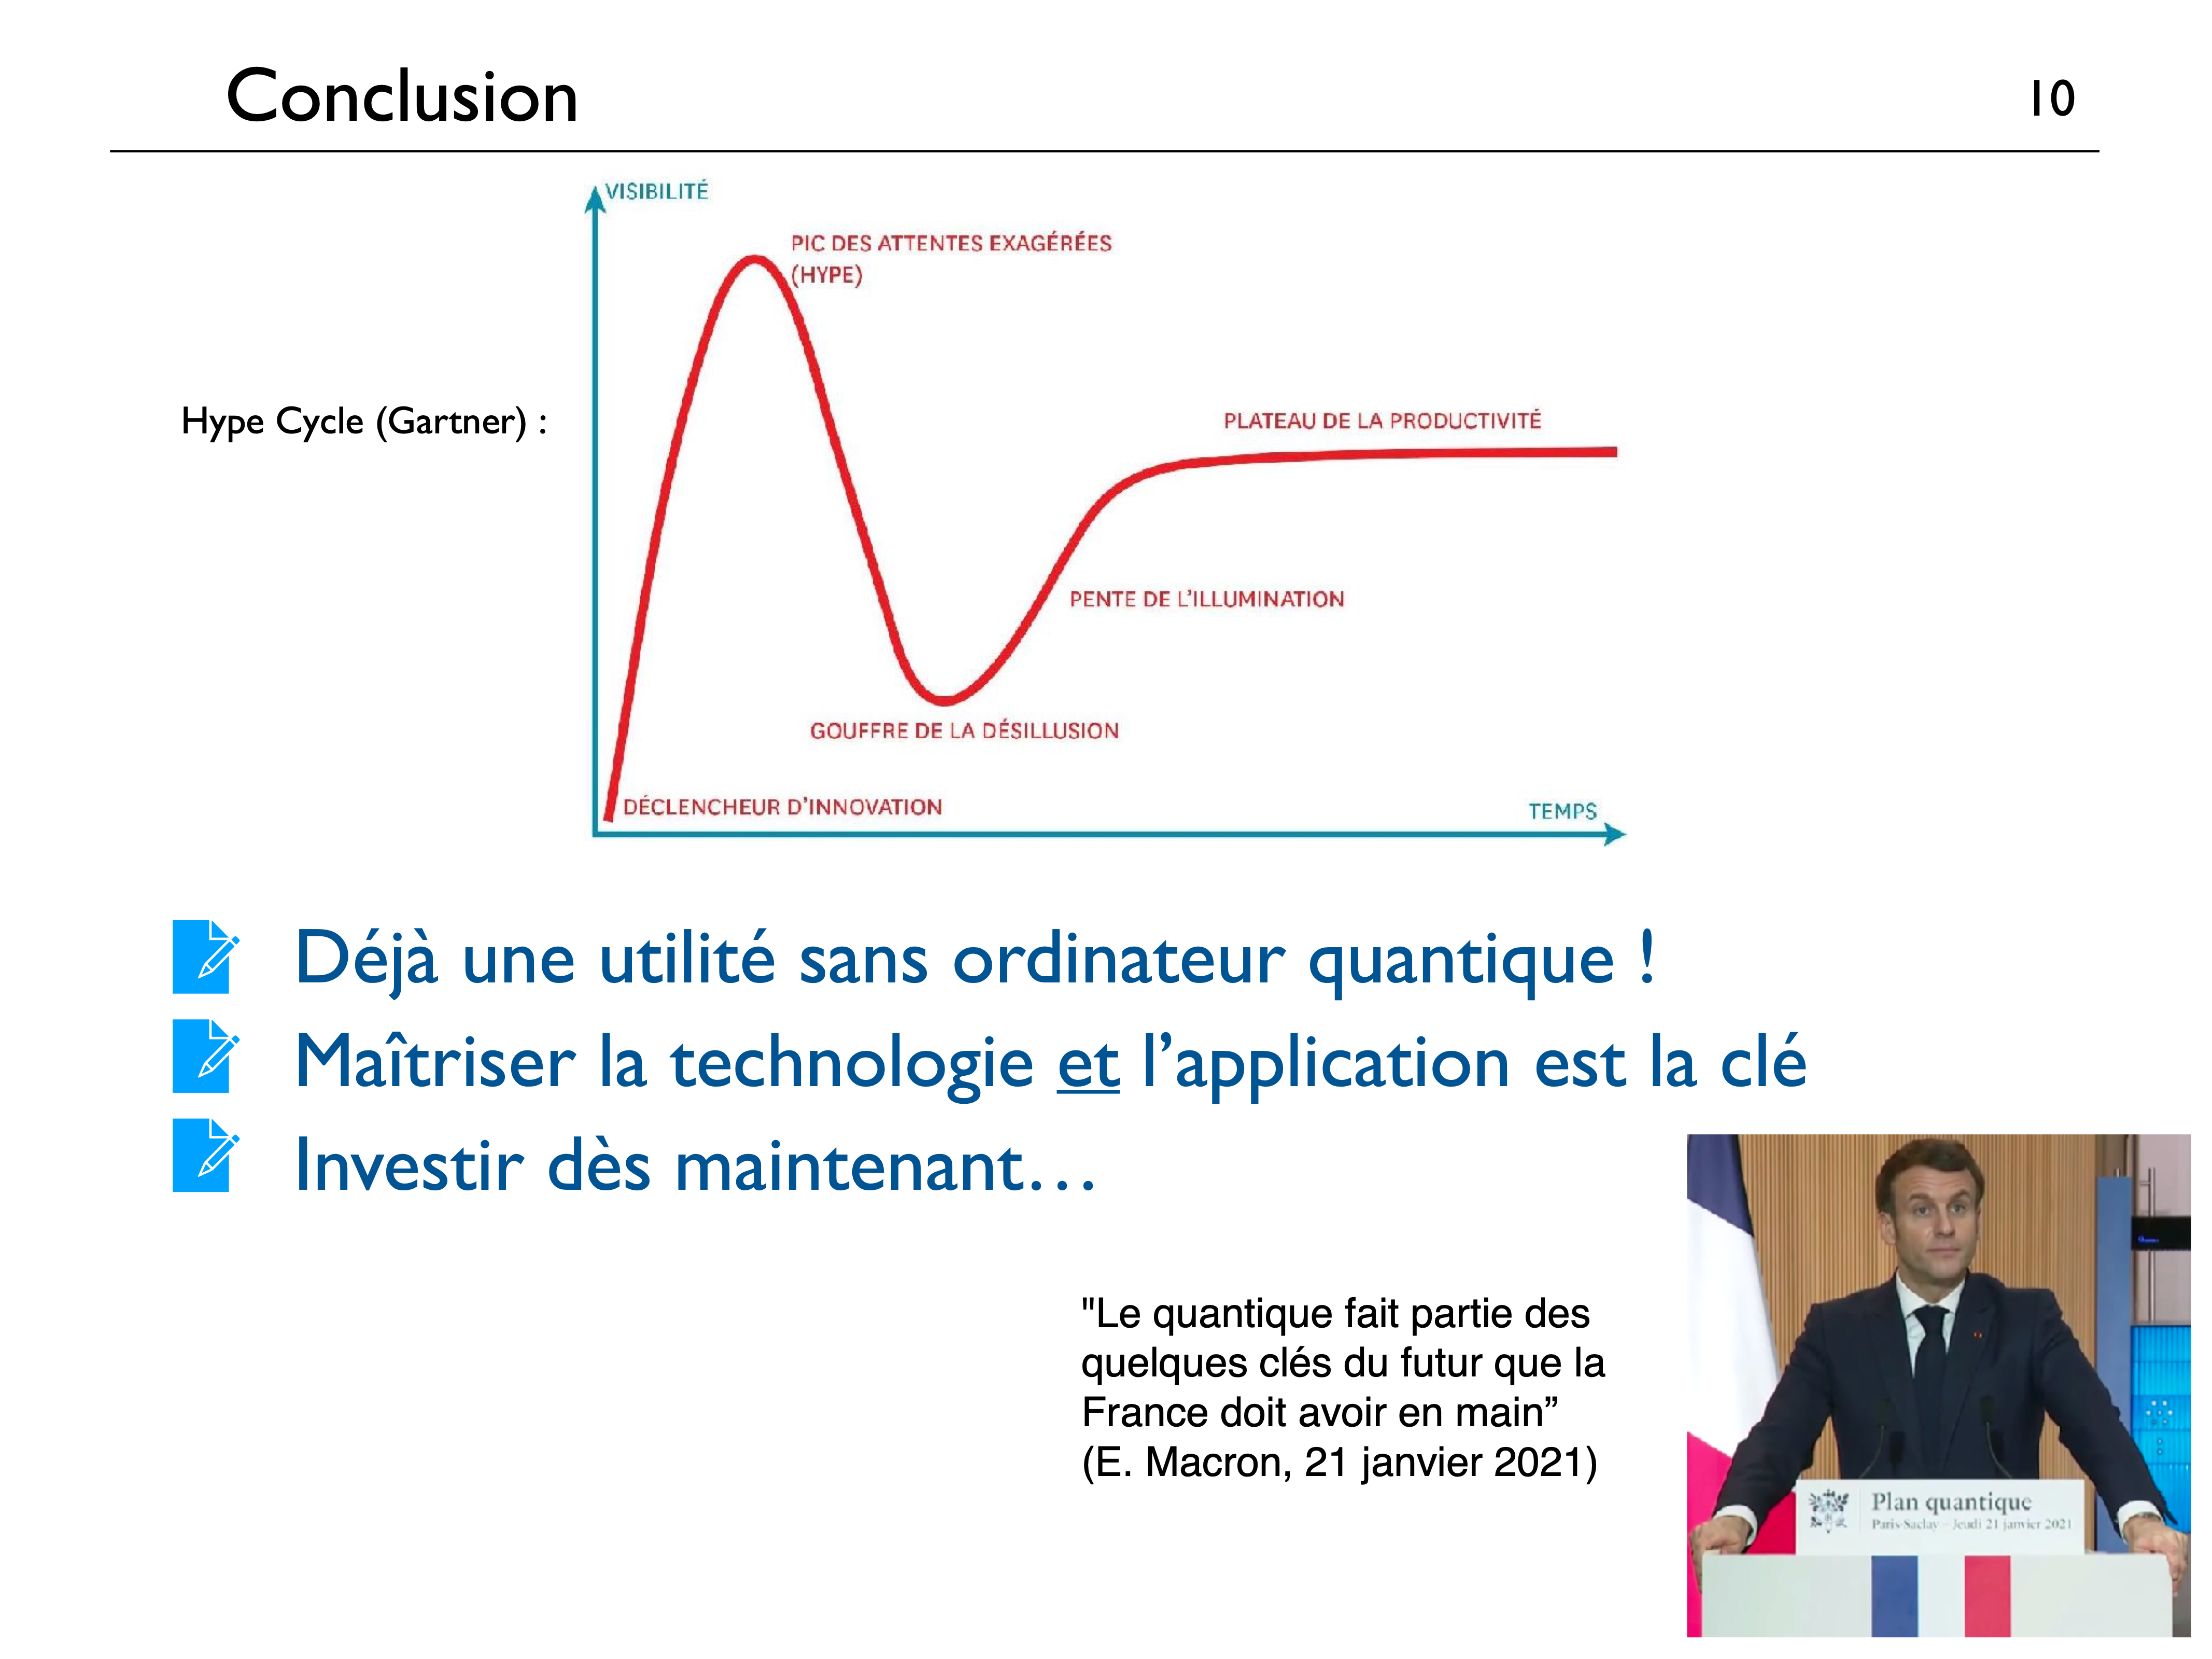 Conclusion
10
VISIBILITÉ
PIC DES ATTENTES EXAGÉRÉES
(HYPE)
Hype Cycle (Gartner) :
PLATEAU DE LA PRODUCTIVITÉ
PENTE DE L'ILLUMINATION
GOUFFRE DE LA DÉSILLUSION
DÉCLENCHEUR D'INNOVATION
TEMPS
Déjà une utilité sans ordinateur quantique !
Maîtriser la technologie et l’application est la clé
Investir dès maintenant…
"Le quantique fait partie des
quelques clés du futur que la
France doit avoir en main”
(E. Macron, 21 janvier 2021)
Plan quantique
Paris-Saclay – Jeudi 21 janvier 2021